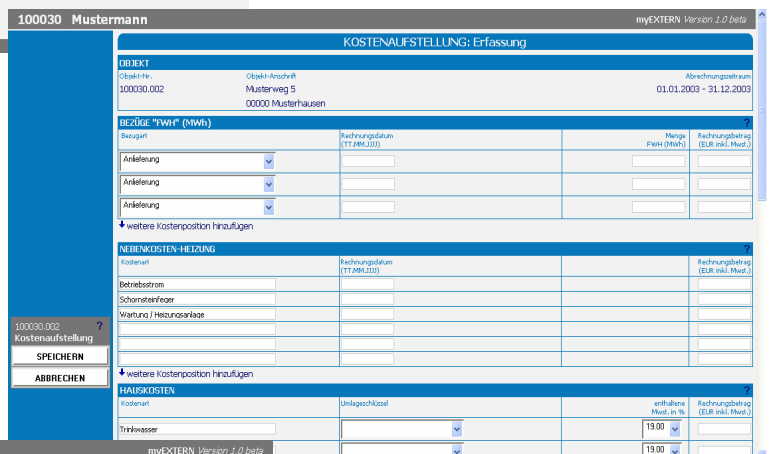 100030 Mustermann
myEXTERN Version 1.0 beta
KOSTENAUFSTELLUNG: Erfassung
OBJEKT
Objekt-Nr. Objekt-Anschrift Abrechnungszeitraum
100030.002 Musterweg 5 01.01.2003 - 31.12.2003
00000 Musterhausen
BEZÜGE "FWH" (MWh) ?
Bezugart Rechnungsdatum Menge Rechnungsbetrag
(TT.MM.JJJJ) FWH (MWh) (EUR inkl. Mwst.)
Anlieferung
Anlieferung
Anlieferung
weitere Kostenposition hinzufügen
NEBENKOSTEN-HEIZUNG ?
Kostenart Rechnungsdatum Rechnungsbetrag
(TT.MM.JJJJ) (EUR inkl. Mwst.)
Betriebsstrom
Schornsteinfeger
Wartung / Heizungsanlage
weitere Kostenposition hinzufügen
100030.002 ?
Kostenaufstellung
SPEICHERN
ABBRECHEN
HAUSKOSTEN ?
Kostenart Umlageschlüssel enthaltene Rechnungsbetrag
Mwst. in % (EUR inkl. Mwst.)
Trinkwasser 19.00
19.00
myEXTERN Version 1.0 beta